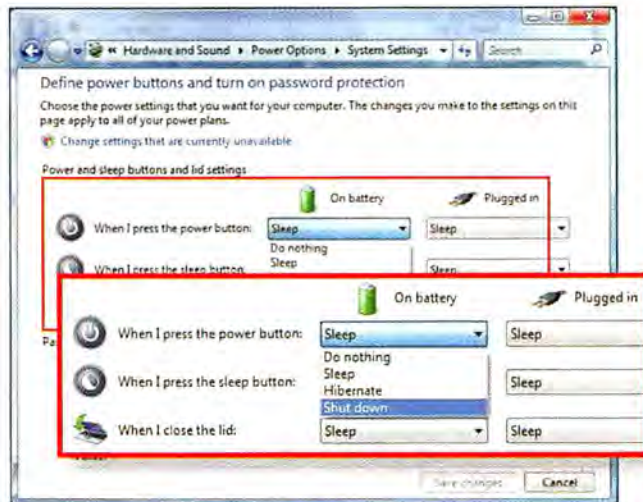 « Hardware and Sound ▸ Power Options ▸ System Settings
Search
Define power buttons and turn on password protection
Choose the power settings that you want for your computer. The changes you make to the settings on this
page apply to all of your power plans.
Change settings that are currently unavailable
Power and sleep buttons and lid settings
On battery Plugged in
When I press the power button: Sleep Sleep
Do nothing
Sleep
When I press the sleep button: Sleep
On battery Plugged in
When I press the power button: Sleep Sleep
Do nothing
Sleep
When I press the sleep button: Sleep
Hibernate
Shut down
When I close the lid: Sleep Sleep
Save changes Cancel